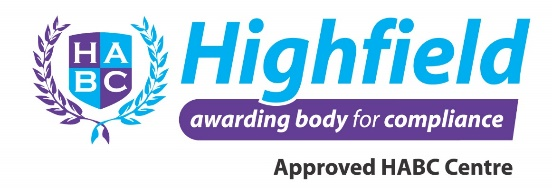 HA
BC
Highfield
awarding body for compliance
Approved HABC Centre